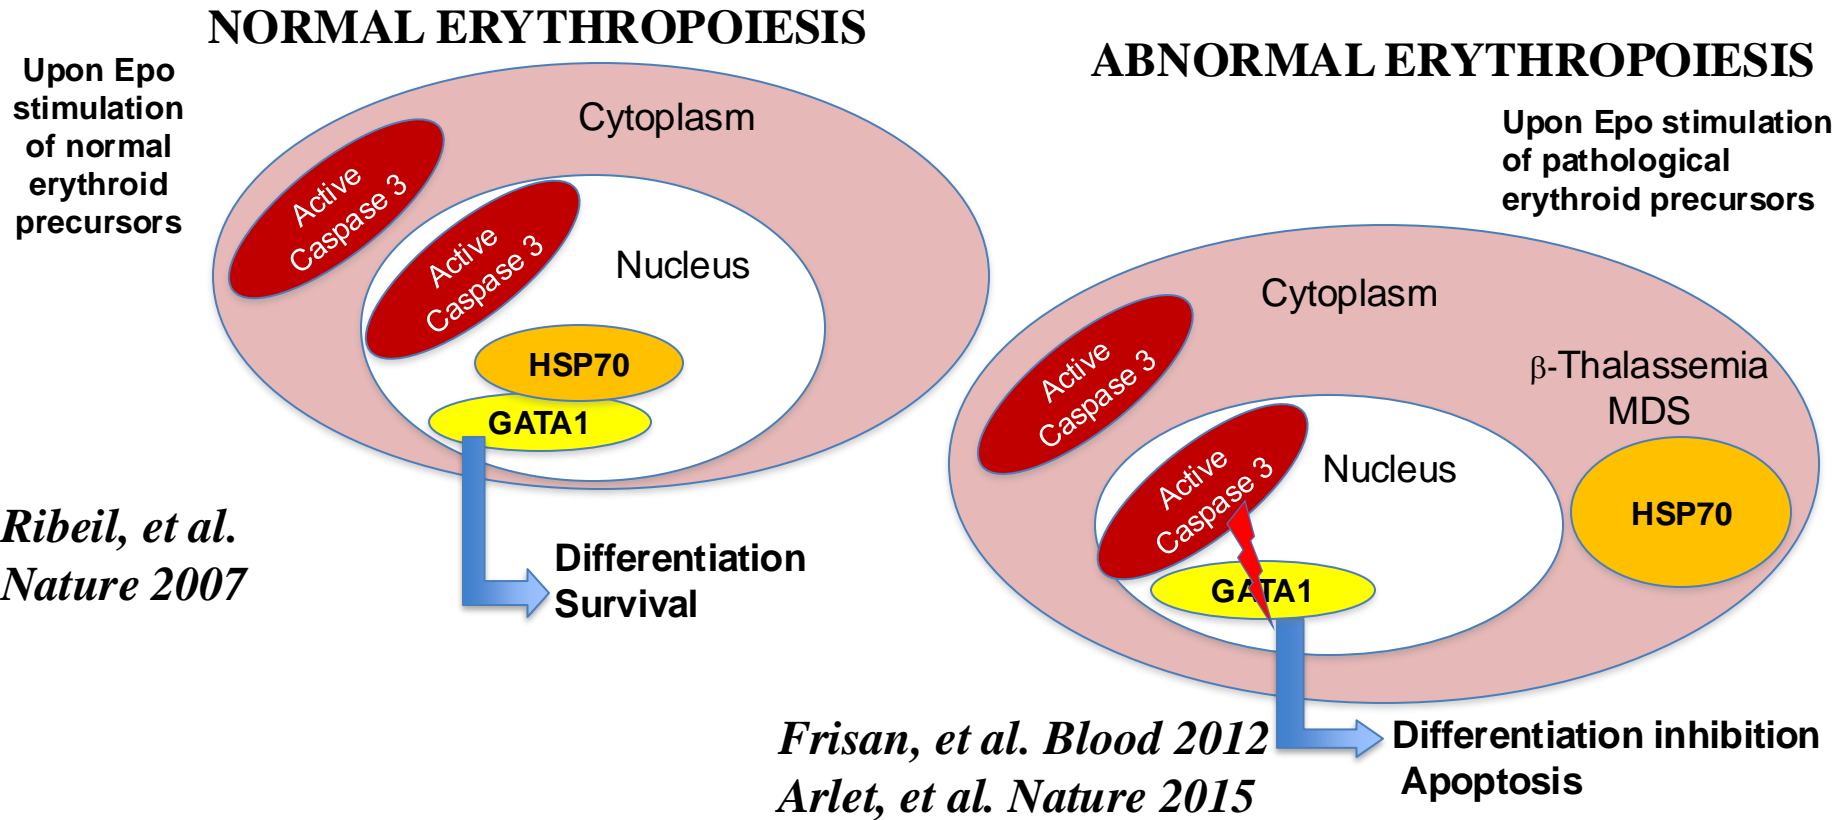 NORMAL ERYTHROPOIESIS
Upon Epo
stimulation
of normal
erythroid
precursors
Cytoplasm
Active
Caspase 3
Active
Caspase 3
Nucleus
HSP70
GATA1
Differentiation
Survival
Ribeil, et al.
Nature 2007
ABNORMAL ERYTHROPOIESIS
Upon Epo stimulation
of pathological
erythroid precursors
Cytoplasm
Active
Caspase 3
β-Thalassemia
MDS
Active
Caspase 3
Nucleus
HSP70
GATA1
Differentiation inhibition
Apoptosis
Frisan, et al. Blood 2012
Arlet, et al. Nature 2015